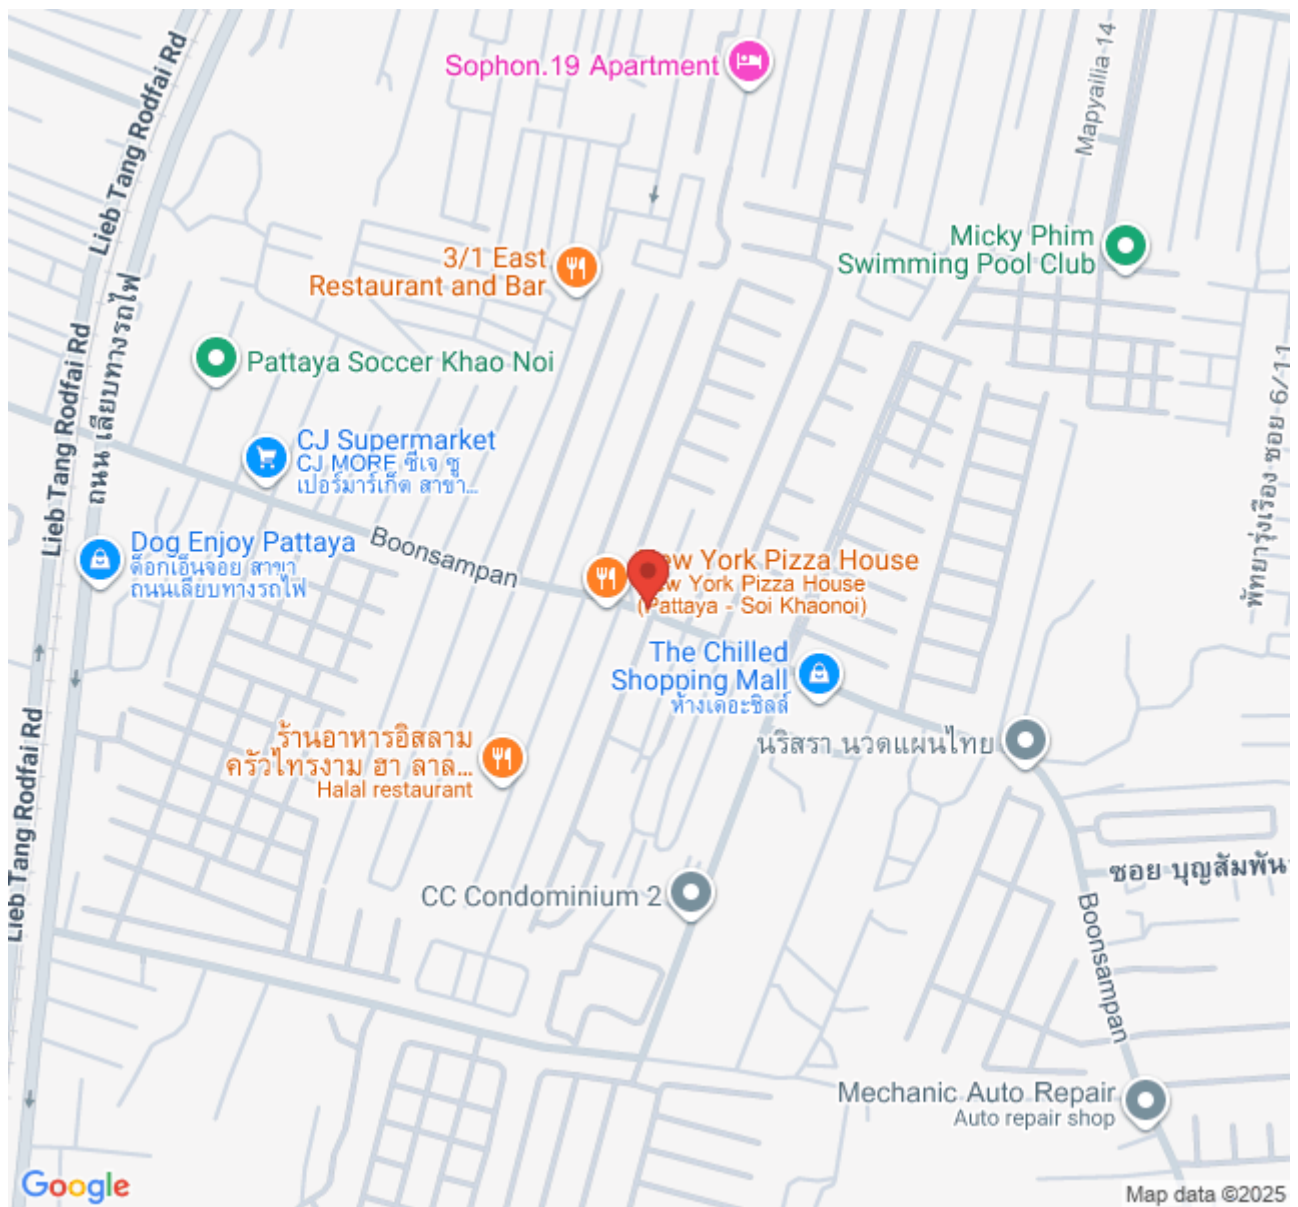 Sophon.19 Apartment
Mapyailia 14
Lieb Tang Rodfai Rd
Micky Phim
Swimming Pool Club
3/1 East
Restaurant and Bar
ถนน เลียบทางรถไฟ
Lieb Tang Rodfai Rd
Pattaya Soccer Khao Noi
พัทยารุ่งเรือง ซอย 6/11
CJ Supermarket
CJ MORE ซีเจ ซู
เปอร์มาร์เก็ต สาขา...
Boonsampan
Dog Enjoy Pattaya
ด็อกเอ็นจอย สาขา
ถนนเลียบทางรถไฟ
New York Pizza House
New York Pizza House
(Pattaya - Soi Khaonoi)
The Chilled
Shopping Mall
ห้างเดอะชิลล์
นริสรา นวดแผนไทย
ร้านอาหารอิสลาม
ครัวไทรงาม ฮา ลาล...
Halal restaurant
Lieb Tang Rodfai Rd
CC Condominium 2
ซอย บุญสัมพัน
Boonsampan
Mechanic Auto Repair
Auto repair shop
Google
Map data ©2025